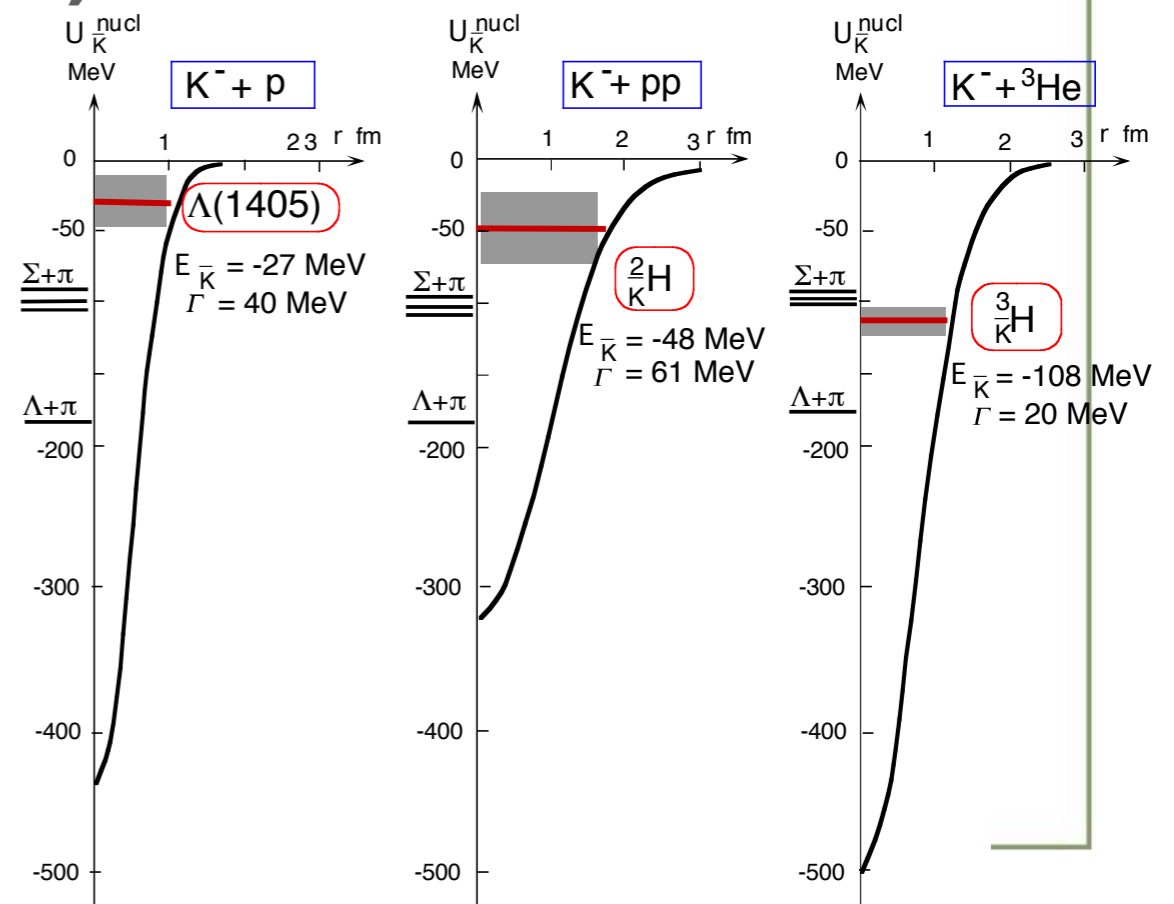 U K̄ nucl
MeV
K⁻ + p
1 2 3 r fm
0
-50
Λ(1405)
Σ+π
E K̄ = -27 MeV
Γ = 40 MeV
Λ+π
-200
-300
-400
-500
U K̄ nucl
MeV
K⁻ + pp
1 2 3 r fm
0
-50
²K̄H
Σ+π
E K̄ = -48 MeV
Γ = 61 MeV
Λ+π
-200
-300
-400
-500
U K̄ nucl
MeV
K⁻ + ³He
1 2 3 r fm
0
-50
Σ+π
³K̄H
E K̄ = -108 MeV
Γ = 20 MeV
Λ+π
-200
-300
-400
-500